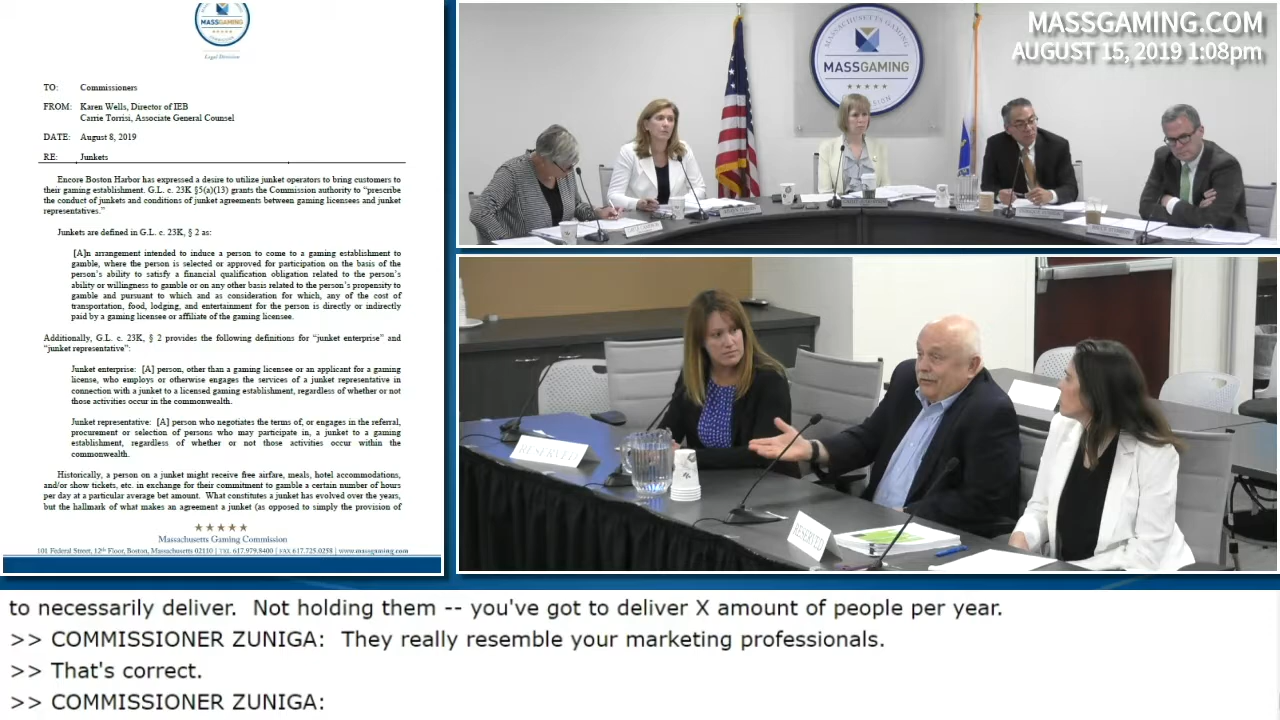 MASSGAMING
Legal Division
TO: Commissioners
FROM: Karen Wells, Director of IEB
Carrie Torrisi, Associate General Counsel
DATE: August 8, 2019
RE: Junkets
Encore Boston Harbor has expressed a desire to utilize junket operators to bring customers to
their gaming establishment. G.L. c. 23K §5(a)(13) grants the Commission authority to “prescribe
the conduct of junkets and conditions of junket agreements between gaming licensees and junket
representatives.”
Junkets are defined in G.L. c. 23K, § 2 as:
[A]n arrangement intended to induce a person to come to a gaming establishment to
gamble, where the person is selected or approved for participation on the basis of the
person’s ability to satisfy a financial qualification obligation related to the person’s
ability or willingness to gamble or on any other basis related to the person’s propensity to
gamble and pursuant to which and as consideration for which, any of the cost of
transportation, food, lodging, and entertainment for the person is directly or indirectly
paid by a gaming licensee or affiliate of the gaming licensee.
Additionally, G.L. c. 23K, § 2 provides the following definitions for “junket enterprise” and
“junket representative”:
Junket enterprise: [A] person, other than a gaming licensee or an applicant for a gaming
license, who employs or otherwise engages the services of a junket representative in
connection with a junket to a licensed gaming establishment, regardless of whether or not
those activities occur in the commonwealth.
Junket representative: [A] person who negotiates the terms of, or engages in the referral,
procurement or selection of persons who may participate in, a junket to a gaming
establishment, regardless of whether or not those activities occur within the
commonwealth.
Historically, a person on a junket might receive free airfare, meals, hotel accommodations,
and/or show tickets, etc. in exchange for their commitment to gamble a certain number of hours
per day at a particular average bet amount. What constitutes a junket has evolved over the years,
but the hallmark of what makes an agreement a junket (as opposed to simply the provision of
★★★★★
Massachusetts Gaming Commission
101 Federal Street, 12th Floor, Boston, Massachusetts 02110 | TEL 617.979.8400 | FAX 617.725.0258 | www.massgaming.com
MASSACHUSETTS GAMING
MASSGAMING
MASSGAMING.COM
AUGUST 15, 2019 1:08pm
RESERVED
RESERVED
to necessarily deliver. Not holding them -- you've got to deliver X amount of people per year.
>> COMMISSIONER ZUNIGA: They really resemble your marketing professionals.
>> That's correct.
>> COMMISSIONER ZUNIGA: